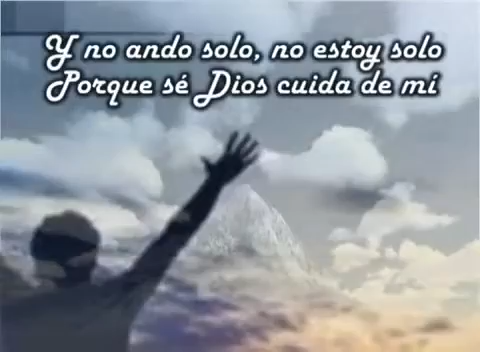 Y no ando solo, no estoy solo
Porque sé Dios cuida de mí